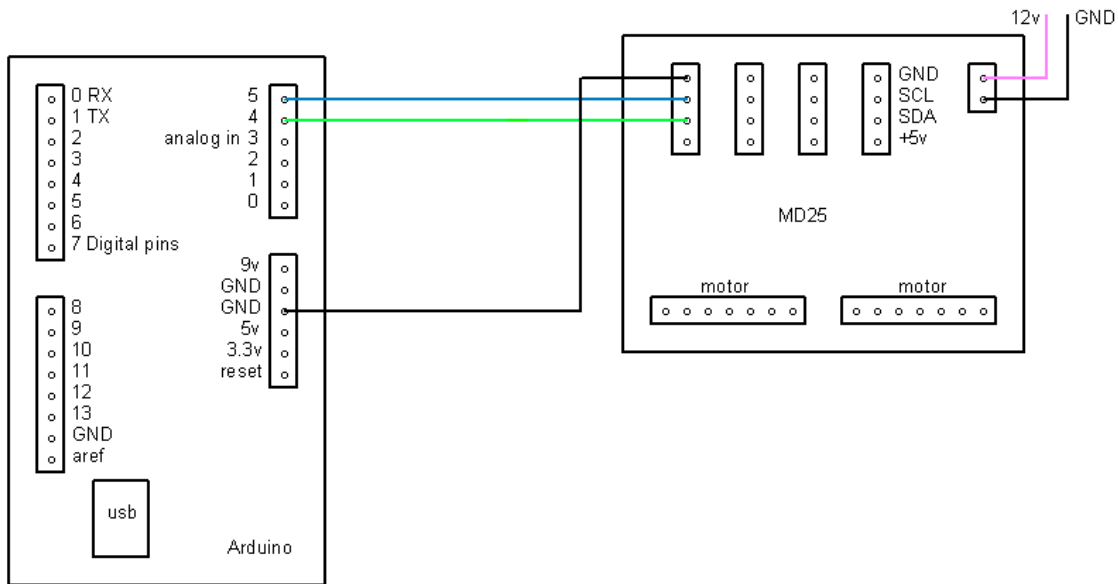 12v GND
0 RX
1 TX
2
3
4
5
6
7 Digital pins
8
9
10
11
12
13
GND
aref
usb
5
4
analog in 3
2
1
0
9v
GND
GND
5v
3.3v
reset
Arduino
GND
SCL
SDA
+5v
MD25
motor motor